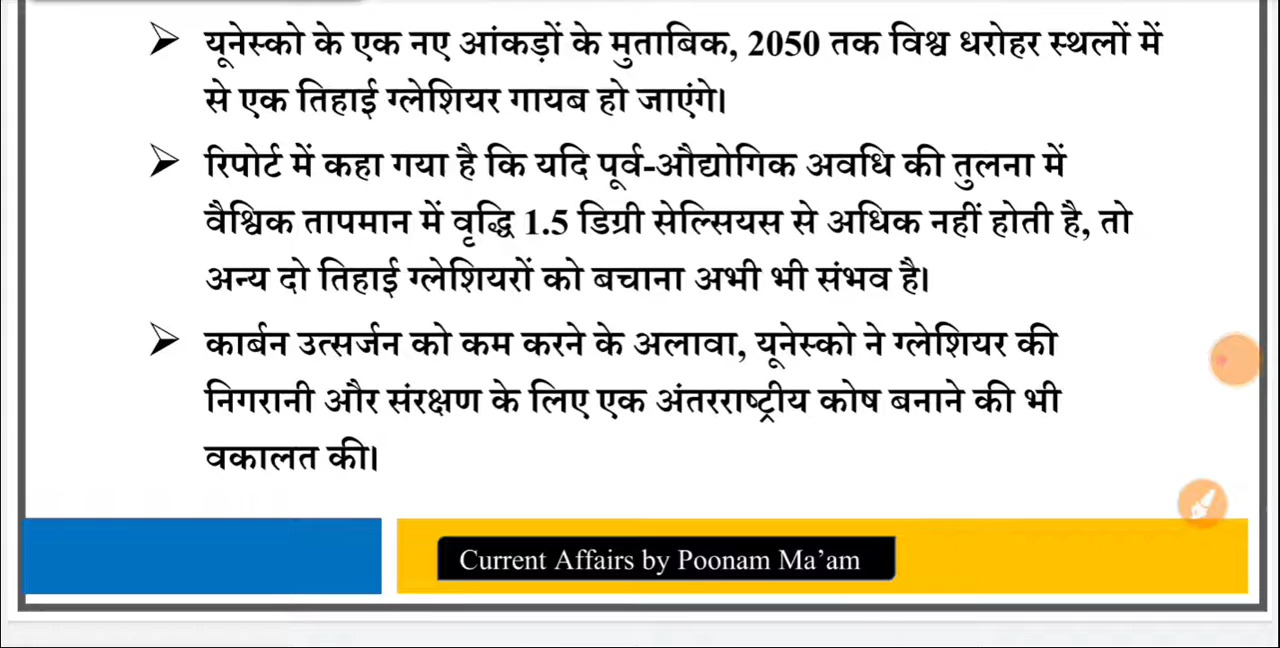 ➢ यूनेस्को के एक नए आंकड़ों के मुताबिक, 2050 तक विश्व धरोहर स्थलों में
से एक तिहाई ग्लेशियर गायब हो जाएंगे।
➢ रिपोर्ट में कहा गया है कि यदि पूर्व-औद्योगिक अवधि की तुलना में
वैश्विक तापमान में वृद्धि 1.5 डिग्री सेल्सियस से अधिक नहीं होती है, तो
अन्य दो तिहाई ग्लेशियरों को बचाना अभी भी संभव है।
➢ कार्बन उत्सर्जन को कम करने के अलावा, यूनेस्को ने ग्लेशियर की
निगरानी और संरक्षण के लिए एक अंतरराष्ट्रीय कोष बनाने की भी
वकालत की।
Current Affairs by Poonam Ma’am